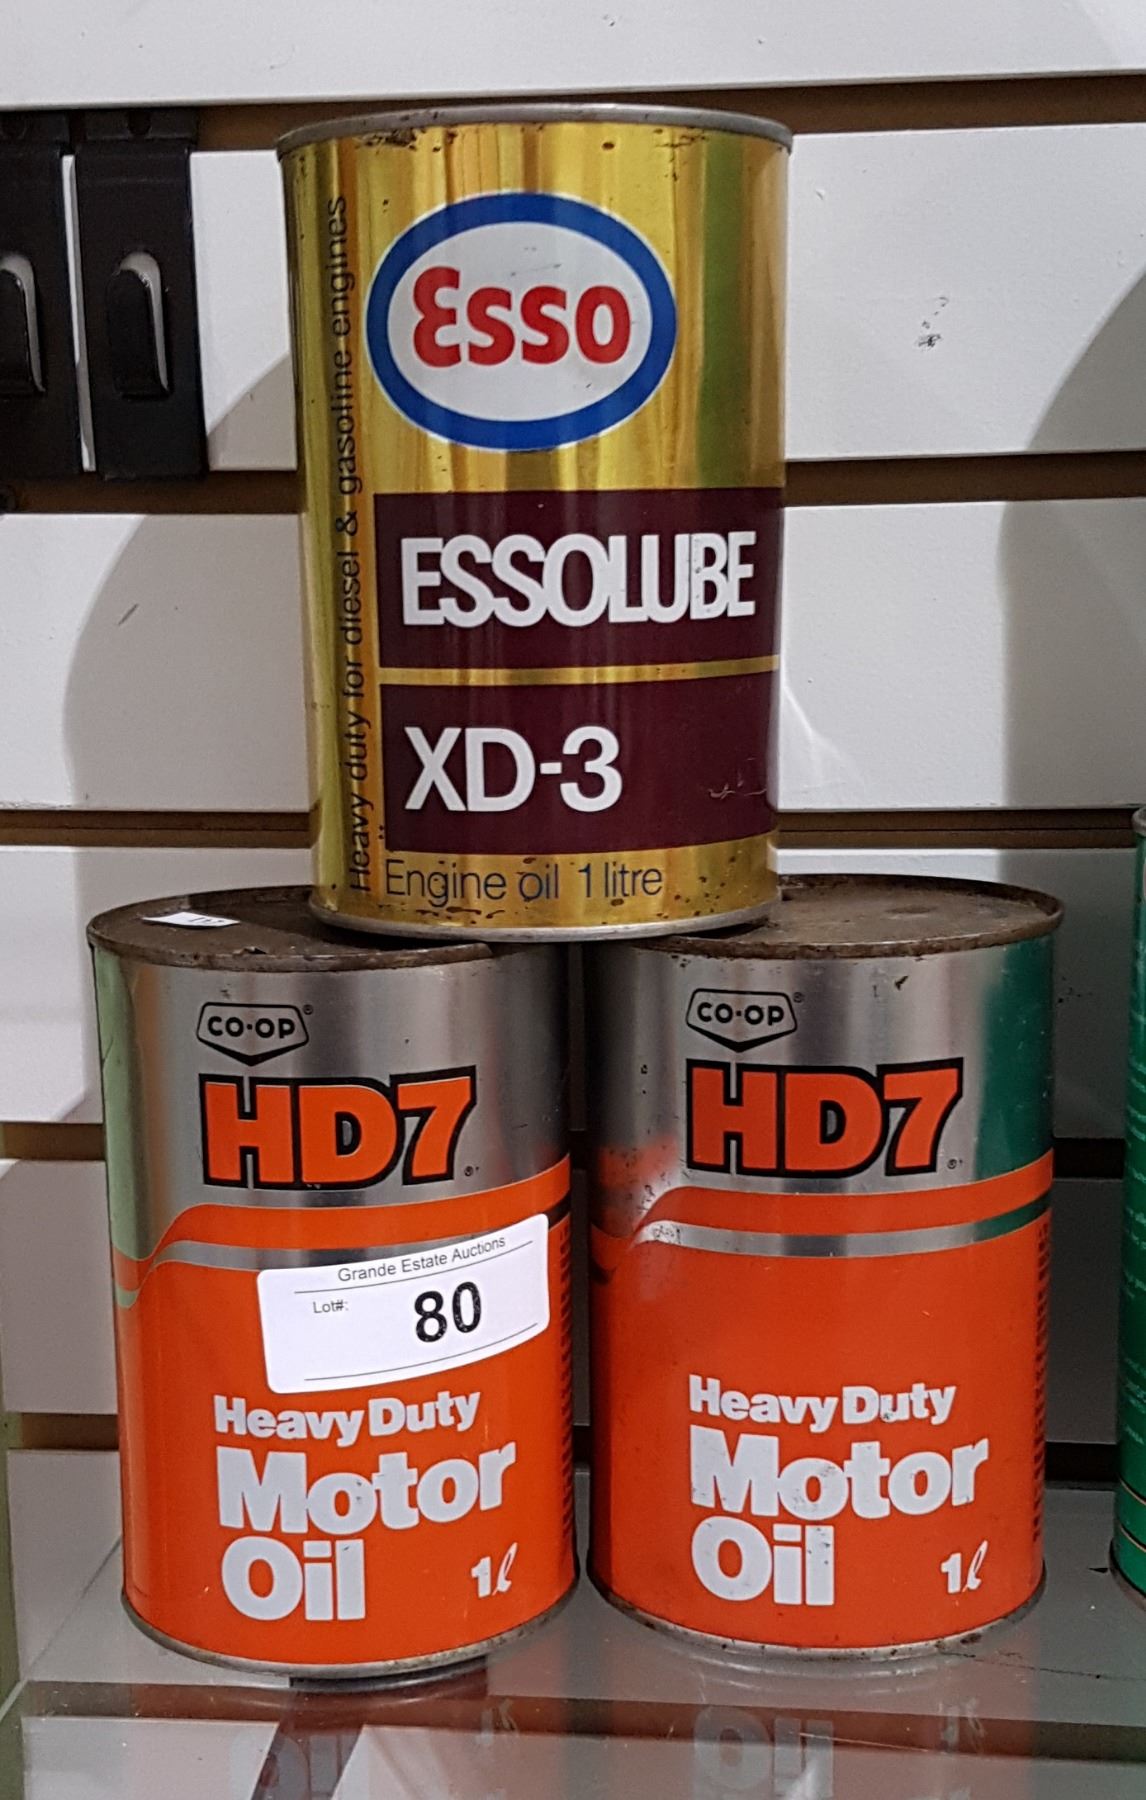 Esso
ESSOLUBE
XD-3
Engine oil 1 litre
Heavy duty for diesel & gasoline engines
CO-OP®
HD7®
Grande Estate Auctions
Lot#: 80
Heavy Duty
Motor
Oil 1ℓ
CO-OP®
HD7®
Heavy Duty
Motor
Oil 1ℓ